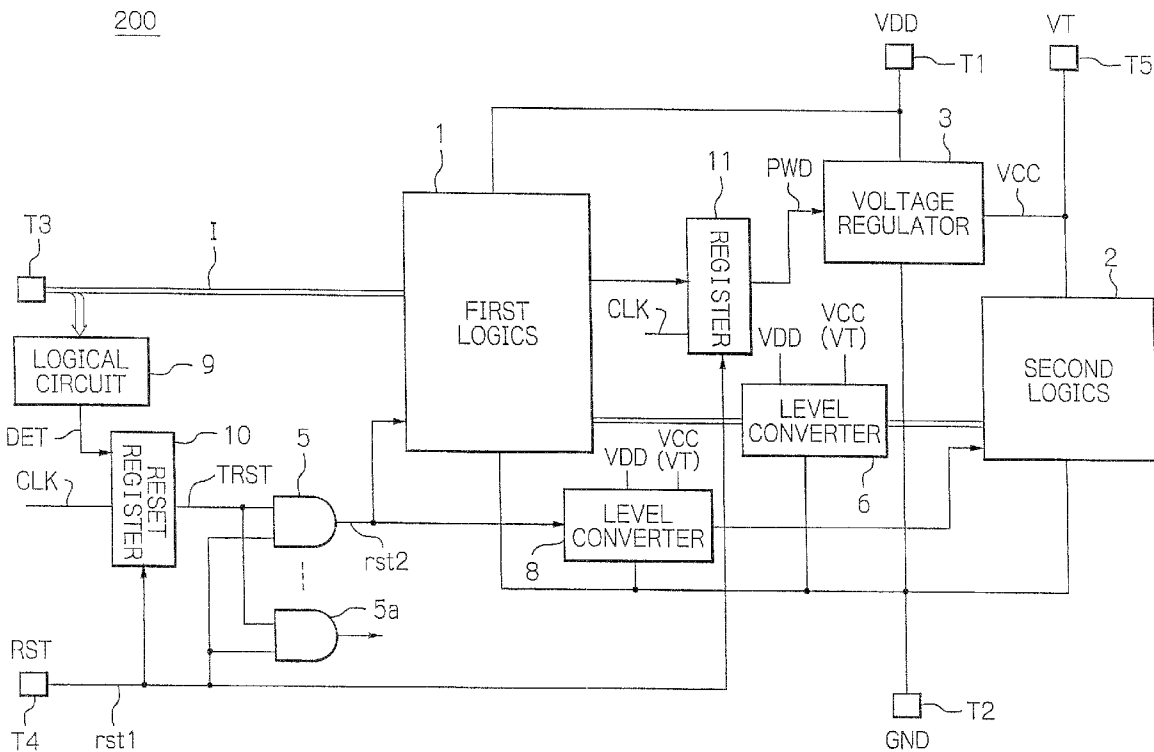 200
VDD
VT
T1
T5
1
3
11
PWD
VOLTAGE
REGULATOR
VCC
T3
I
REGISTER
2
FIRST
LOGICS
CLK
VDD
VCC
(VT)
SECOND
LOGICS
LOGICAL
CIRCUIT
9
LEVEL
CONVERTER
6
DET
10
RESET
REGISTER
CLK
TRST
5
VDD
VCC
(VT)
LEVEL
CONVERTER
8
rst2
5a
RST
T4
rst1
T2
GND